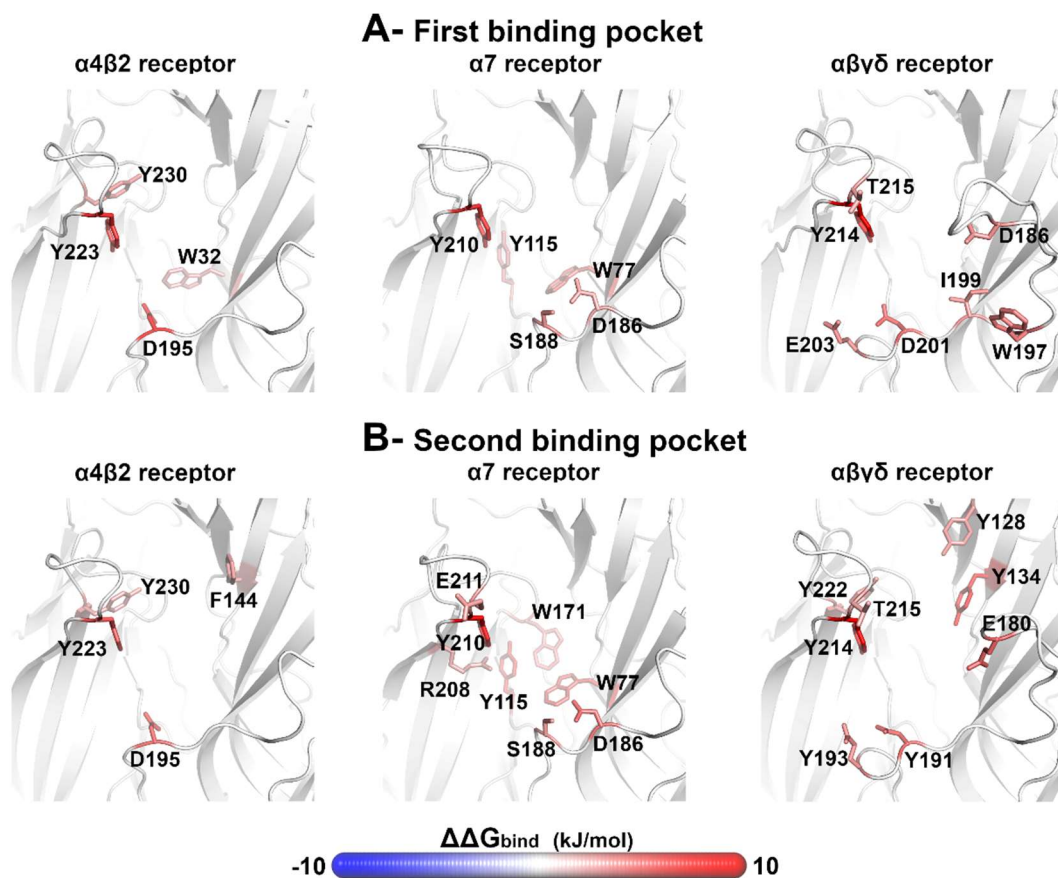 A- First binding pocket
α4β2 receptor
α7 receptor
αβγδ receptor
Y230
Y223
W32
D195
Y210
Y115
W77
D186
S188
T215
Y214
D186
I199
E203
D201
W197
B- Second binding pocket
α4β2 receptor
α7 receptor
αβγδ receptor
Y230
F144
Y223
D195
E211
W171
Y210
R208
Y115
W77
S188
D186
Y128
Y134
Y222
T215
E180
Y214
Y193
Y191
ΔΔGbind (kJ/mol)
-10
10